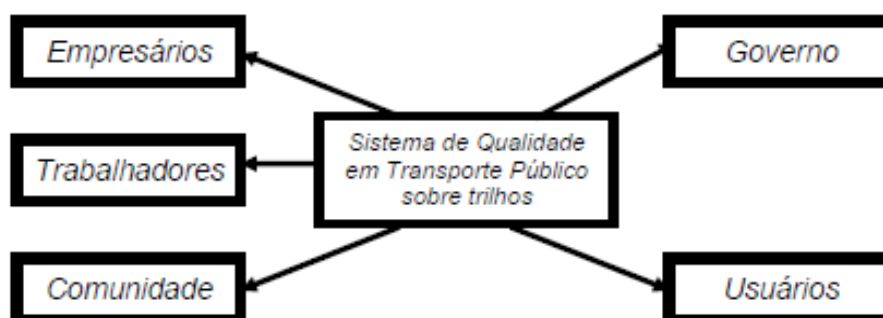 Empresários
Governo
Sistema de Qualidade
em Transporte Público
sobre trilhos
Trabalhadores
Comunidade
Usuários